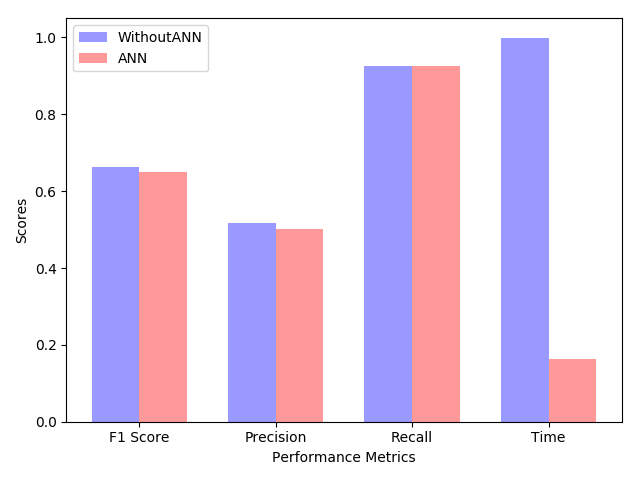 WithoutANN
ANN
1.0
0.8
0.6
0.4
0.2
0.0
Scores
F1 Score Precision Recall Time
Performance Metrics